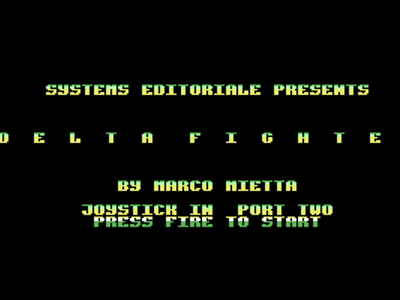 SYSTEMS EDITORIALE PRESENTS
D E L T A F I G H T E
BY MARCO MIETTA
JOYSTICK IN PORT TWO
PRESS FIRE TO START